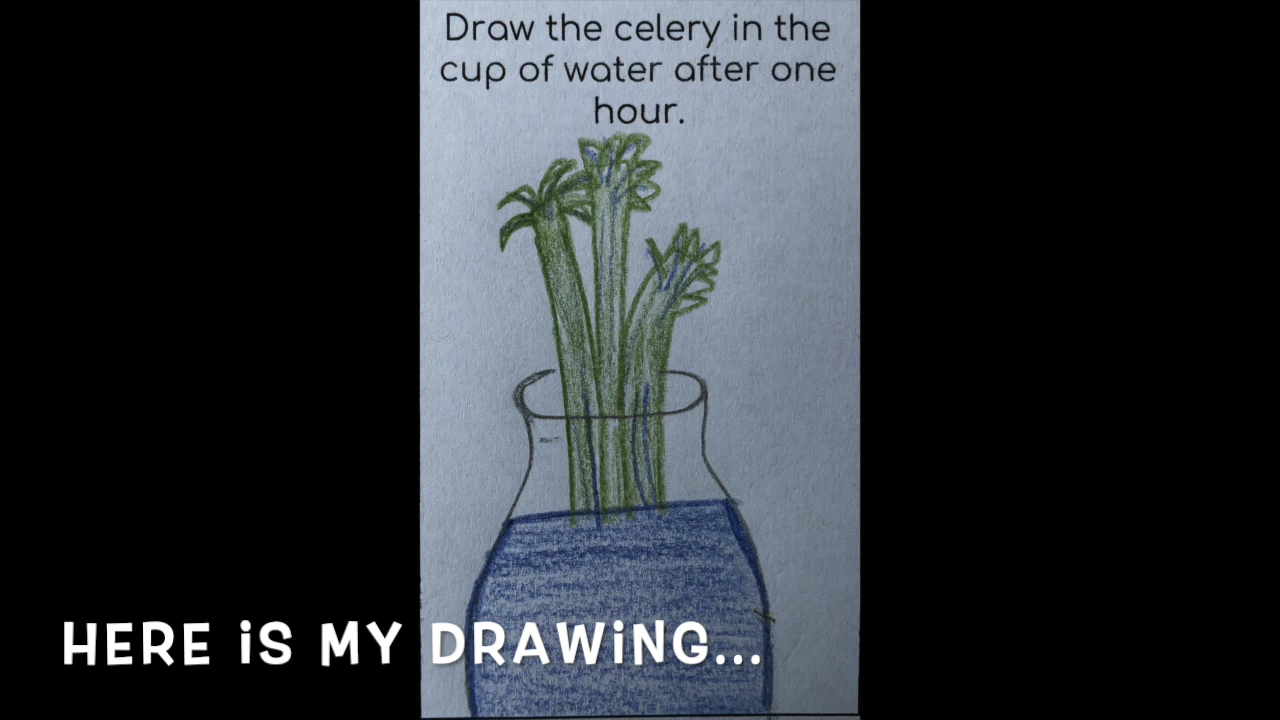 Draw the celery in the
cup of water after one
hour.
HERE iS MY DRAWiNG...